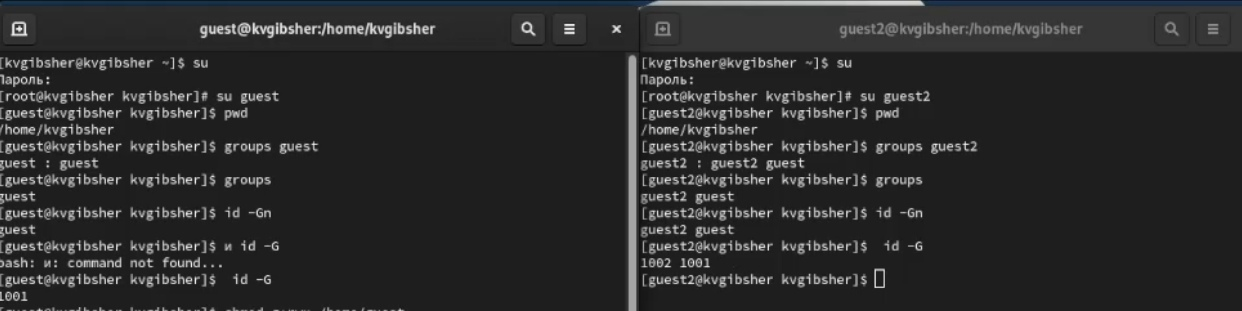 guest@kvgibsher:/home/kvgibsher
[kvgibsher@kvgibsher ~]$ su
Пароль:
[root@kvgibsher kvgibsher]# su guest
[guest@kvgibsher kvgibsher]$ pwd
/home/kvgibsher
[guest@kvgibsher kvgibsher]$ groups guest
guest : guest
[guest@kvgibsher kvgibsher]$ groups
guest
[guest@kvgibsher kvgibsher]$ id -Gn
guest
[guest@kvgibsher kvgibsher]$ и id -G
bash: и: command not found...
[guest@kvgibsher kvgibsher]$  id -G
1001
[guest@kvgibsher kvgibsher]$
guest2@kvgibsher:/home/kvgibsher
[kvgibsher@kvgibsher ~]$ su
Пароль:
[root@kvgibsher kvgibsher]# su guest2
[guest2@kvgibsher kvgibsher]$ pwd
/home/kvgibsher
[guest2@kvgibsher kvgibsher]$ groups guest2
guest2 : guest2 guest
[guest2@kvgibsher kvgibsher]$ groups
guest2 guest
[guest2@kvgibsher kvgibsher]$ id -Gn
guest2 guest
[guest2@kvgibsher kvgibsher]$  id -G
1002 1001
[guest2@kvgibsher kvgibsher]$